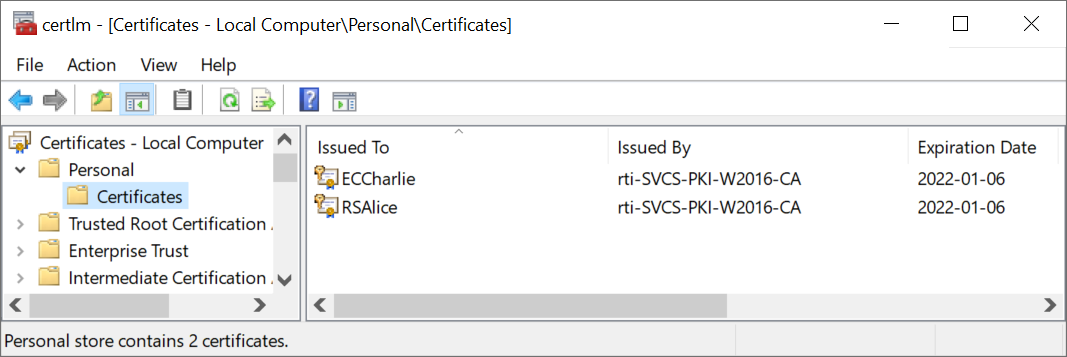 certlm - [Certificates - Local Computer\Personal\Certificates]
File Action View Help
Certificates - Local Computer
Personal
Certificates
Trusted Root Certification
Enterprise Trust
Intermediate Certification
Issued To Issued By Expiration Date
ECCharlie rti-SVCS-PKI-W2016-CA 2022-01-06
RSAlice rti-SVCS-PKI-W2016-CA 2022-01-06
Personal store contains 2 certificates.